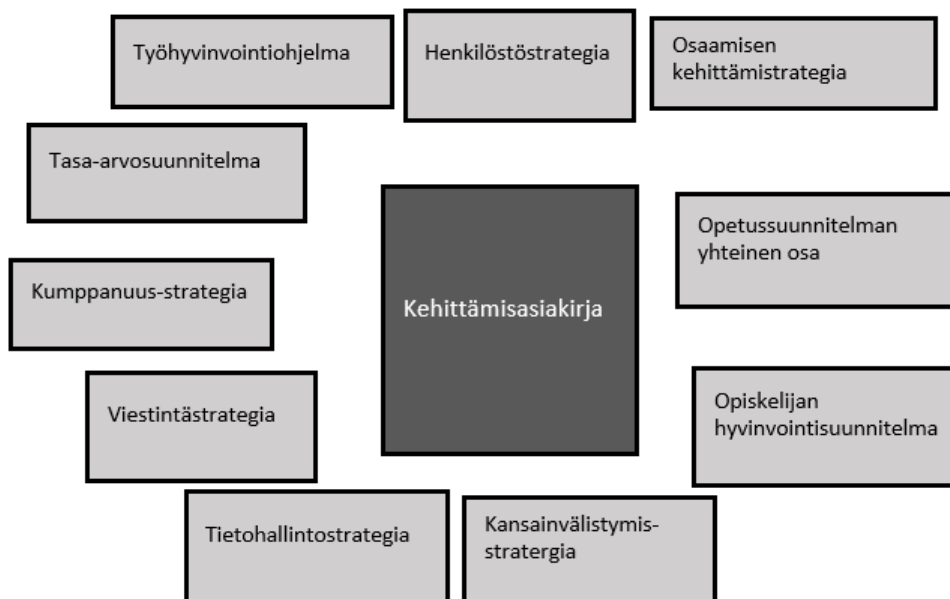 Työhyvinvointiohjelma
Henkilöstöstrategia
Osaamisen
kehittämistrategia
Tasa-arvosuunnitelma
Opetussuunnitelman
yhteinen osa
Kumppanuus-strategia
Kehittämisasiakirja
Viestintästrategia
Opiskelijan
hyvinvointisuunnitelma
Tietohallintostrategia
Kansainvälistymis-
stratergia